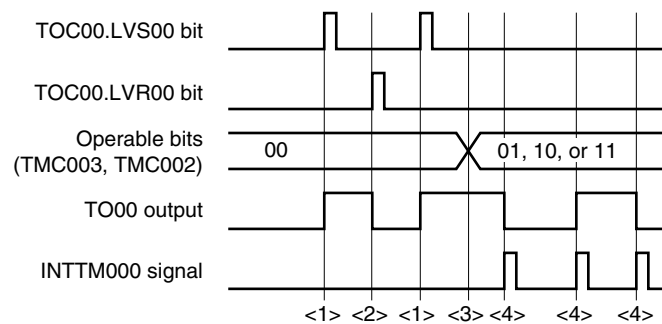 TOC00.LVS00 bit
TOC00.LVR00 bit
Operable bits
(TMC003, TMC002)
00
01, 10, or 11
TO00 output
INTTM000 signal
<1> <2> <1> <3> <4> <4> <4>